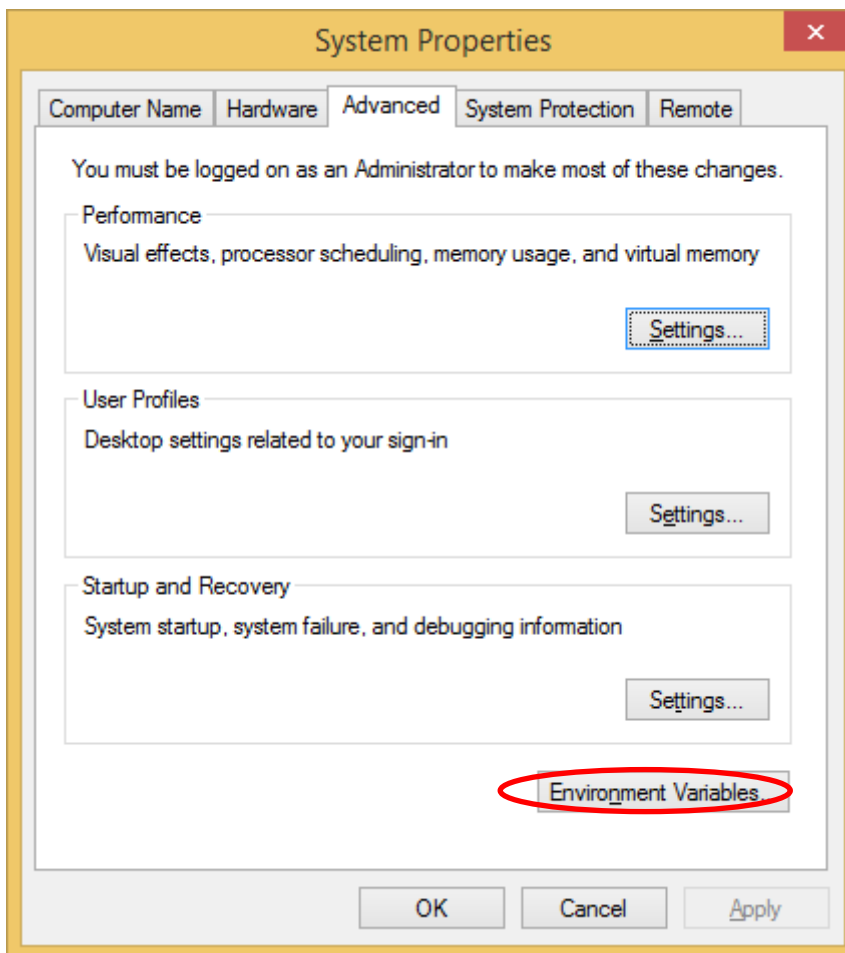 System Properties
Computer Name Hardware Advanced System Protection Remote
You must be logged on as an Administrator to make most of these changes.
Performance
Visual effects, processor scheduling, memory usage, and virtual memory
Settings...
User Profiles
Desktop settings related to your sign-in
Settings...
Startup and Recovery
System startup, system failure, and debugging information
Settings...
Environment Variables.
OK Cancel Apply